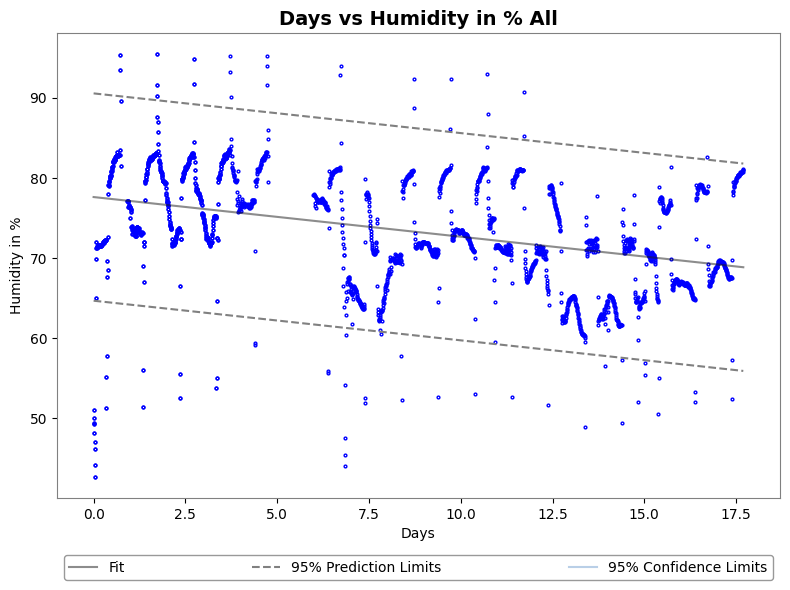 Days vs Humidity in % All
Humidity in %
90
80
70
60
50
0.0 2.5 5.0 7.5 10.0 12.5 15.0 17.5
Days
Fit 95% Prediction Limits 95% Confidence Limits